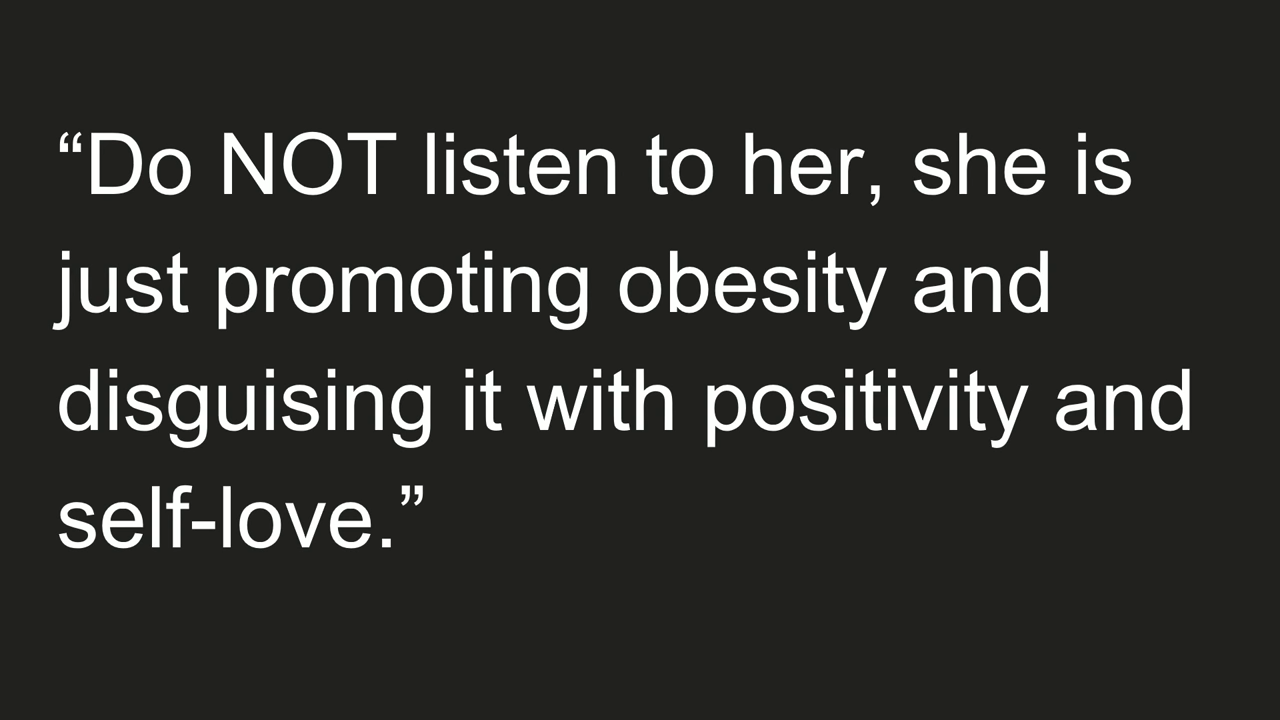 “Do NOT listen to her, she is
just promoting obesity and
disguising it with positivity and
self-love.”